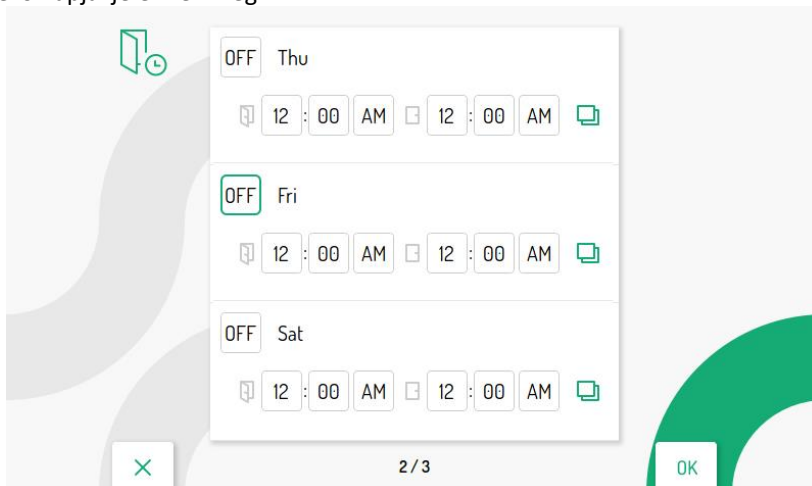 OFF Thu
12 : 00 AM 12 : 00 AM
OFF Fri
12 : 00 AM 12 : 00 AM
OFF Sat
12 : 00 AM 12 : 00 AM
2/3
OK